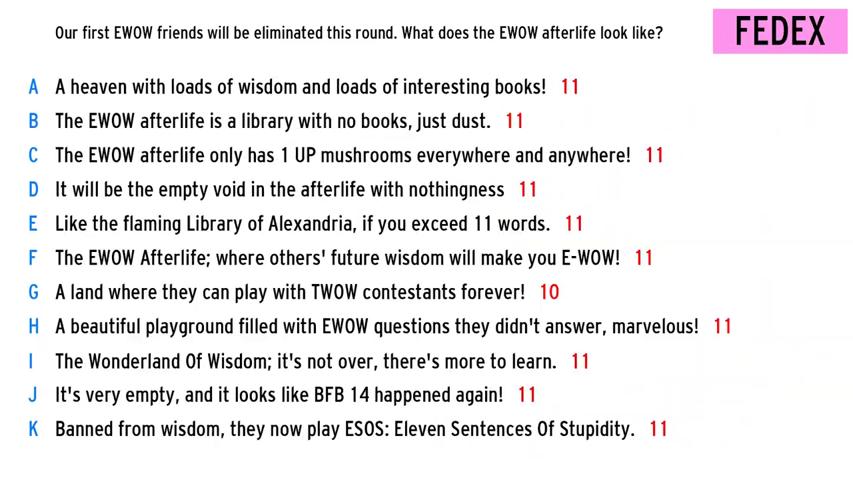 Our first EWOW friends will be eliminated this round. What does the EWOW afterlife look like?
FEDEX
A A heaven with loads of wisdom and loads of interesting books! 11
B The EWOW afterlife is a library with no books, just dust. 11
C The EWOW afterlife only has 1 UP mushrooms everywhere and anywhere! 11
D It will be the empty void in the afterlife with nothingness 11
E Like the flaming Library of Alexandria, if you exceed 11 words. 11
F The EWOW Afterlife; where others' future wisdom will make you E-WOW! 11
G A land where they can play with TWOW contestants forever! 10
H A beautiful playground filled with EWOW questions they didn't answer, marvelous! 11
I The Wonderland Of Wisdom; it's not over, there's more to learn. 11
J It's very empty, and it looks like BFB 14 happened again! 11
K Banned from wisdom, they now play ESOS: Eleven Sentences Of Stupidity. 11